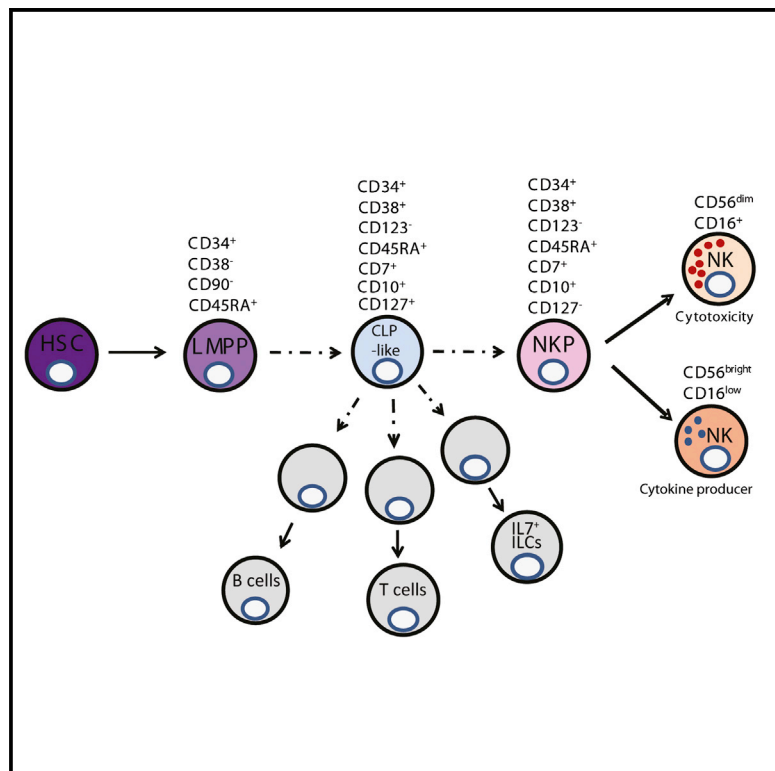 HSC
CD34⁺
CD38⁻
CD90⁻
CD45RA⁺
LMPP
CD34⁺
CD38⁺
CD123⁻
CD45RA⁺
CD7⁺
CD10⁺
CD127⁺
CLP
-like
CD34⁺
CD38⁺
CD123⁻
CD45RA⁺
CD7⁺
CD10⁺
CD127⁻
NKP
CD56ᵈⁱᵐ
CD16⁺
NK
Cytotoxicity
CD56ᵇʳⁱᵍʰᵗ
CD16ˡᵒʷ
NK
Cytokine producer
B cells
T cells
IL7⁺
ILCs